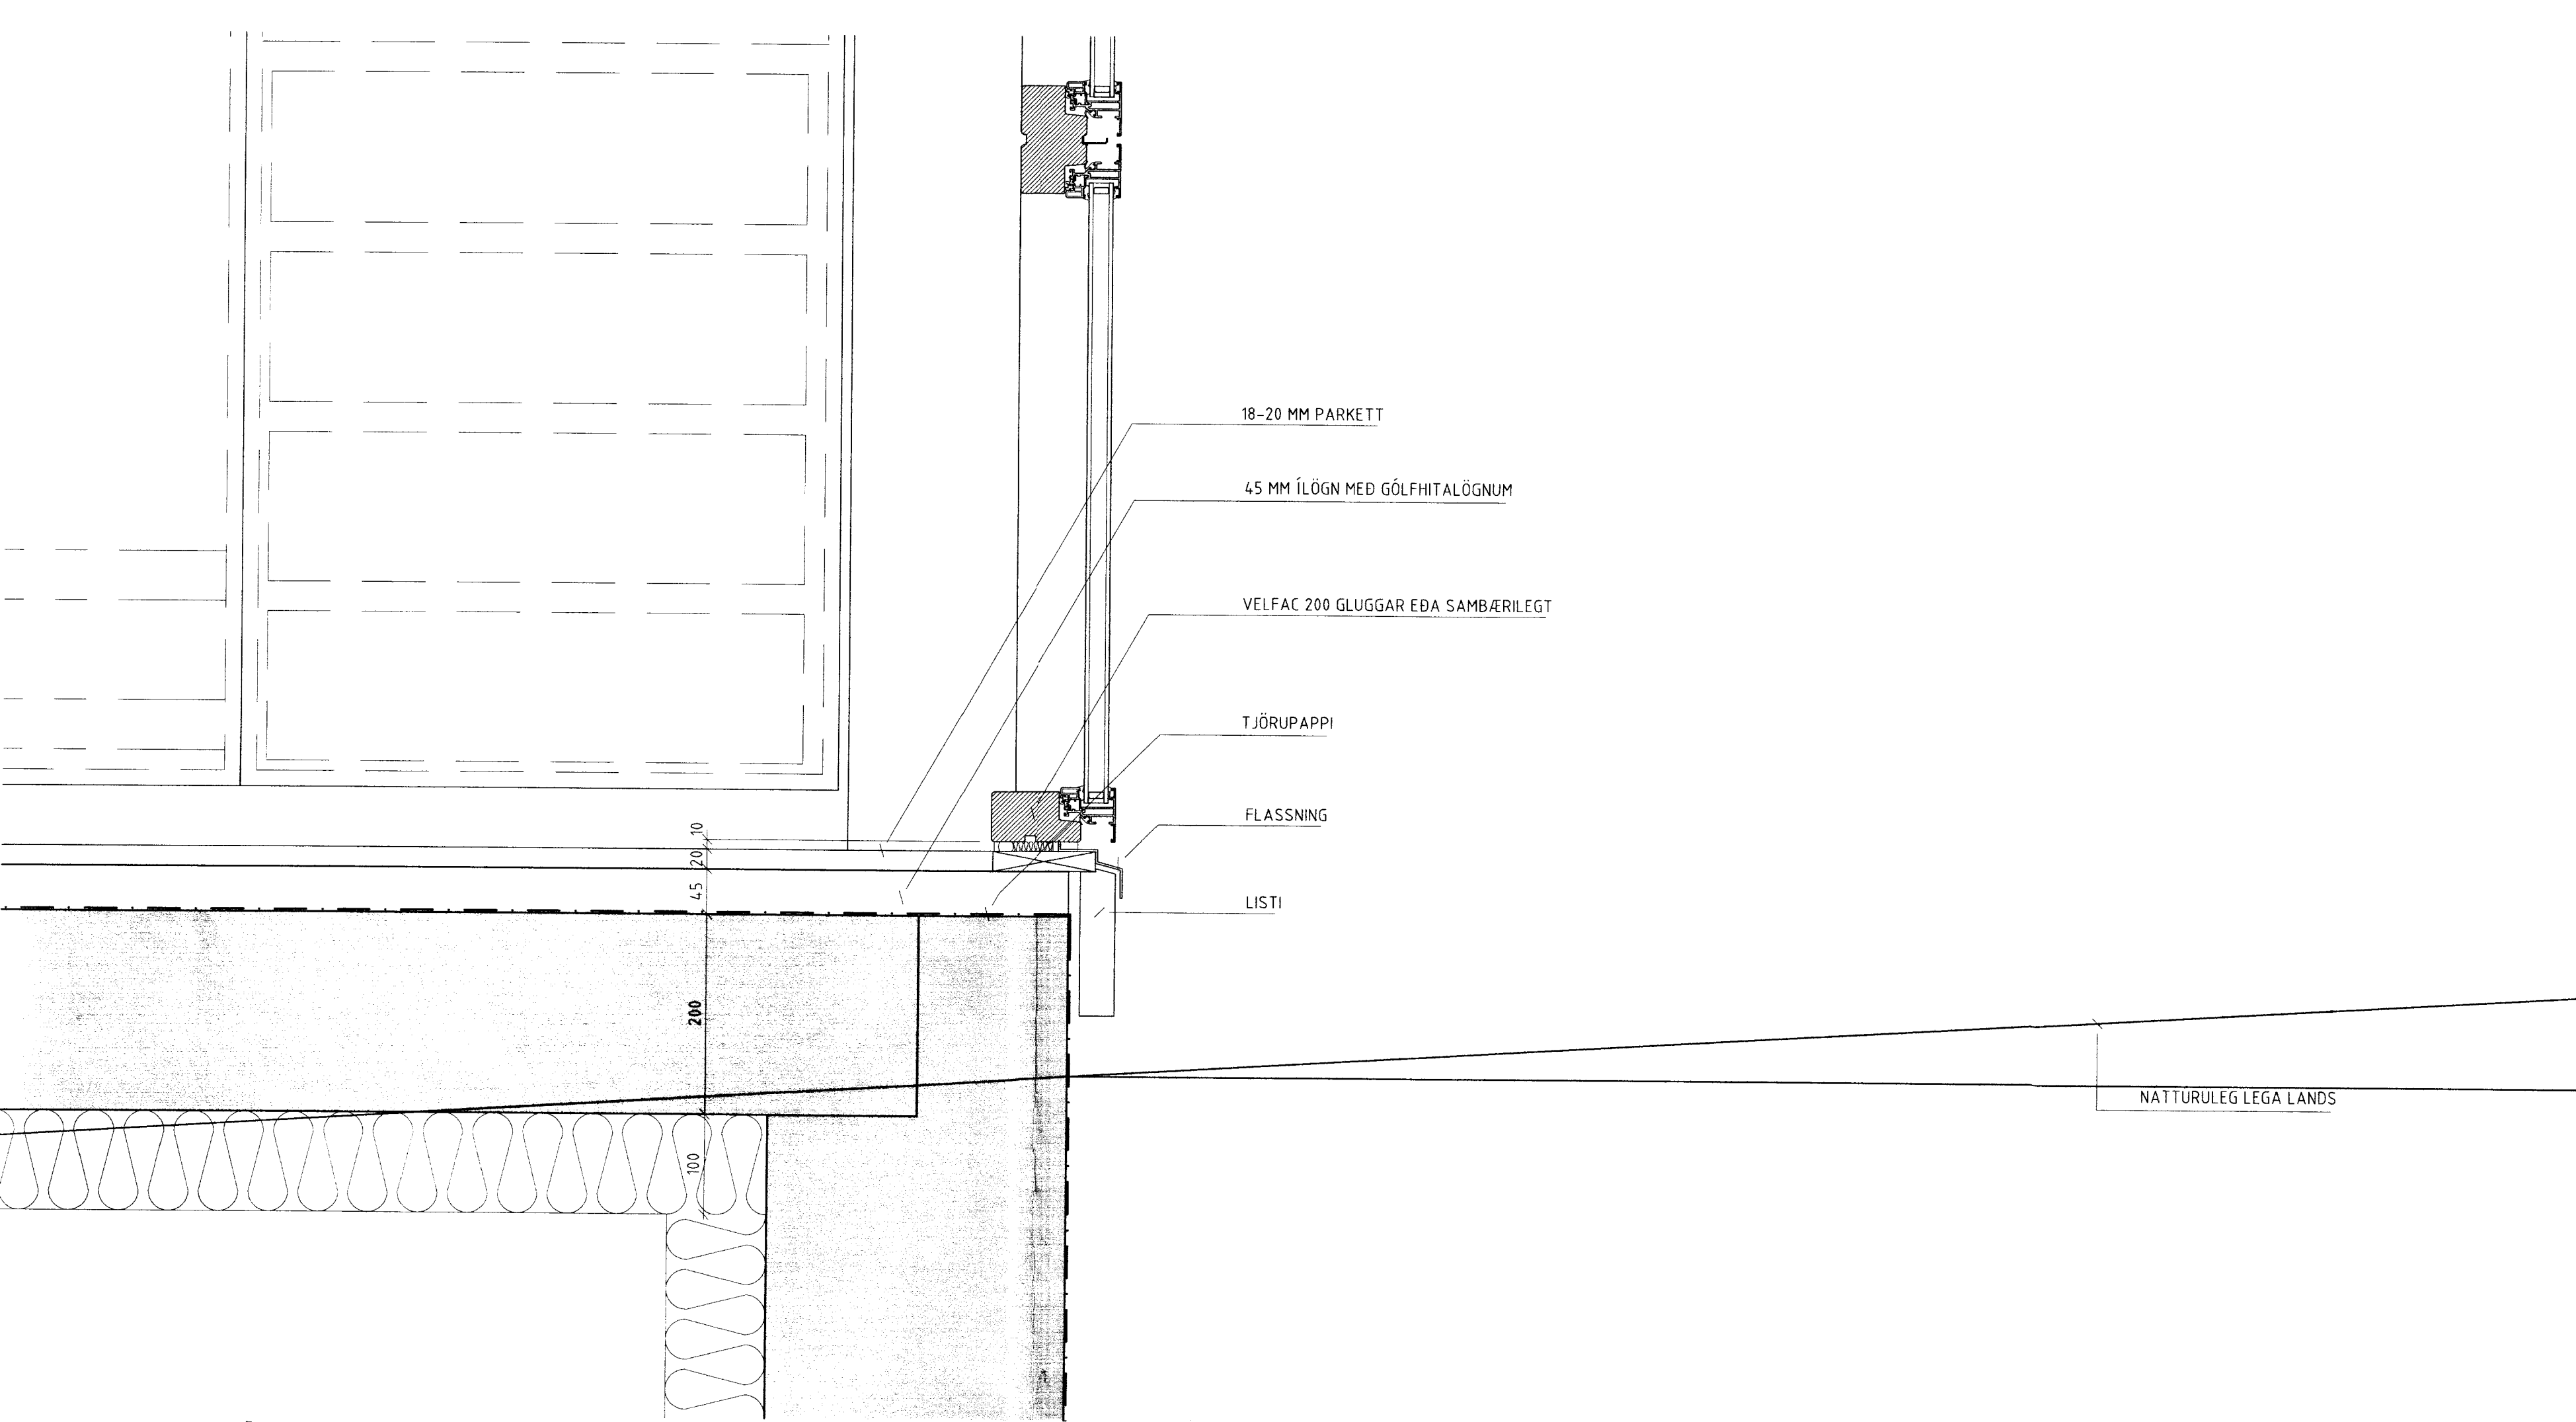 18-20 MM PARKETT
45 MM ÍLÖGN MEÐ GÓLFHITALÖGNUM
VELFAC 200 GLUGGAR EÐA SAMBÆRILEGT
TJÖRUPAPPI
FLASSNING
LISTI
10
20
45
200
100
NATTURULEG LEGA LANDS